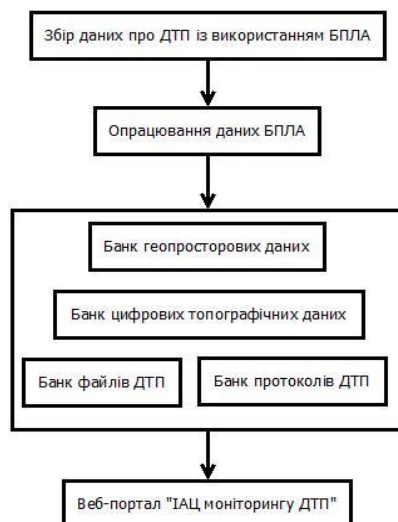 Збір даних про ДТП із використанням БПЛА
Опрацювання даних БПЛА
Банк геопросторових даних
Банк цифрових топографічних даних
Банк файлів ДТП
Банк протоколів ДТП
Веб-портал "ІАЦ моніторингу ДТП"